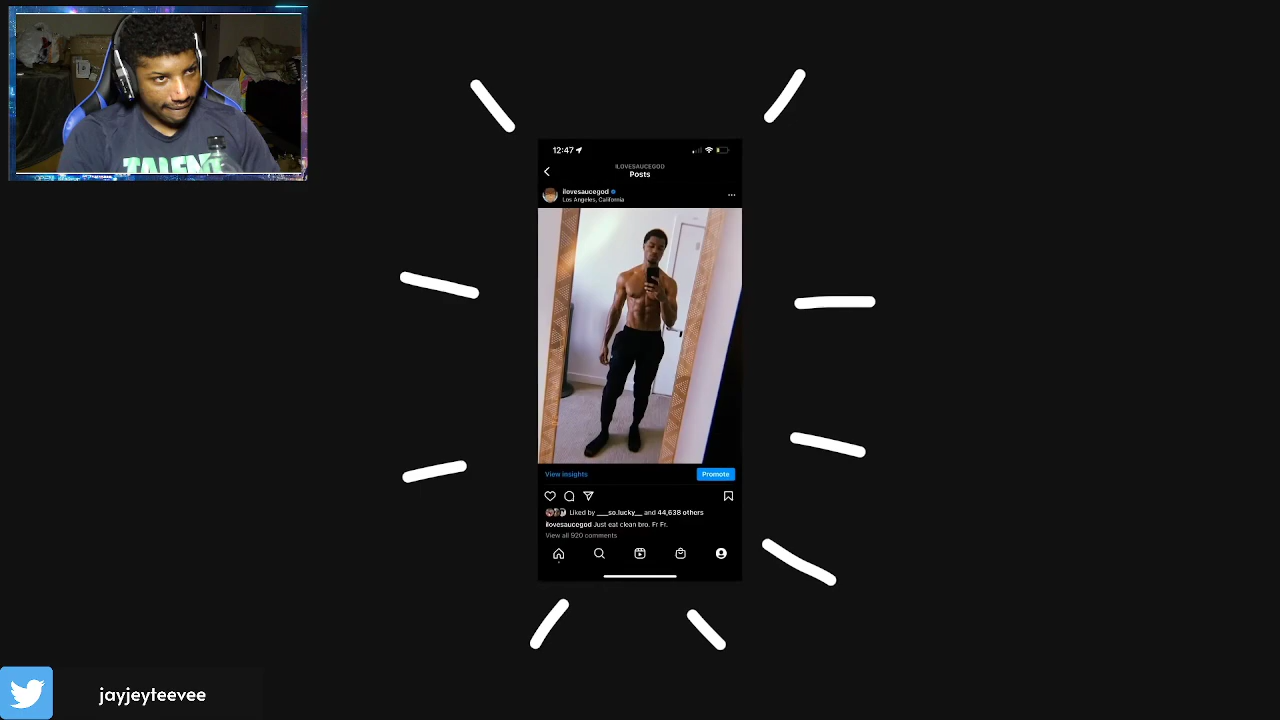 TALENT
12:47
ILOVESAUCEGOD
Posts
ilovesaucegod
Los Angeles, California
View insights
Promote
Liked by ___so.lucky__ and 44,638 others
ilovesaucegod Just eat clean bro. Fr Fr.
View all 920 comments
jayjeyteevee